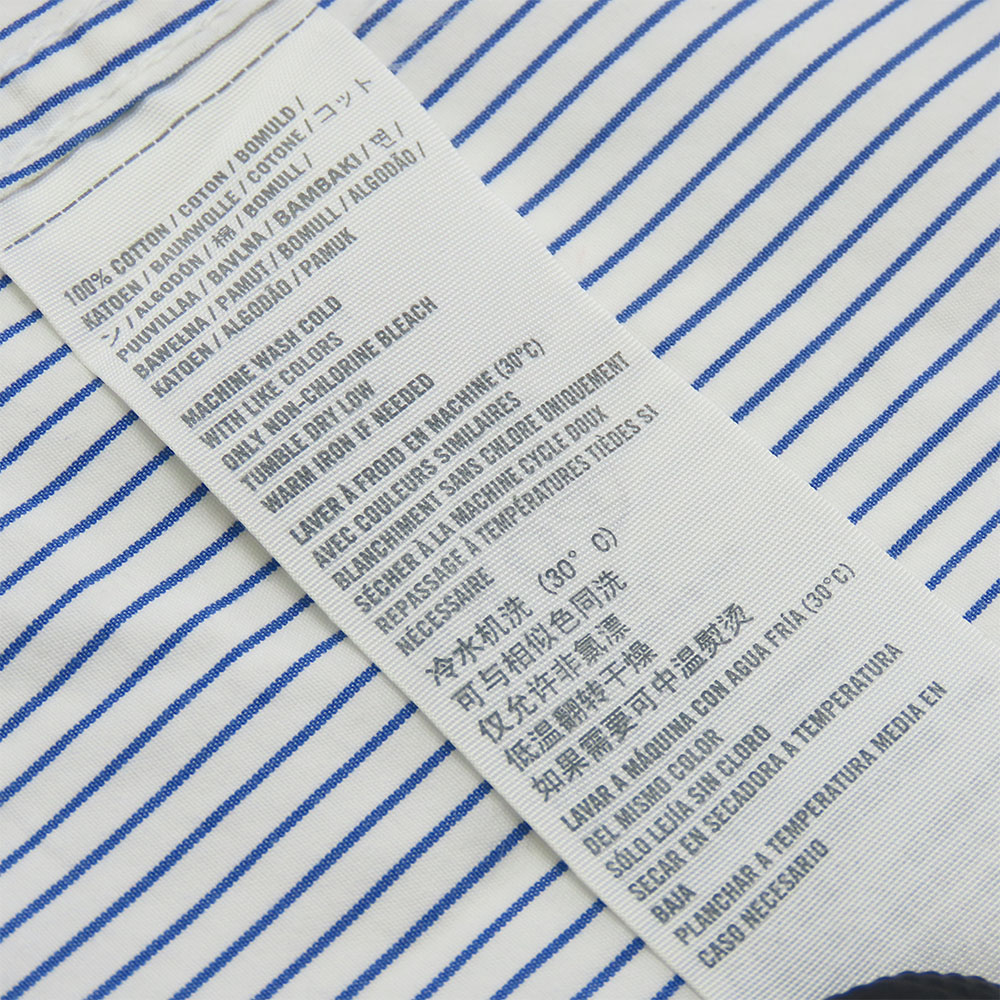 100% COTTON / COTON / BOMULD /
KATOEN / BAUMWOLLE / COTONE / コット
ン / ALGODÓN / 棉 / BOMULL /
PUUVILLAA / BAVLNA / BAMBAKI / 면 /
BAWEŁNA / PAMUT / BOMULL / ALGODÃO /
KATOEN / ALGODÃO / PAMUK
MACHINE WASH COLD
WITH LIKE COLORS
ONLY NON-CHLORINE BLEACH
TUMBLE DRY LOW
WARM IRON IF NEEDED
LAVER À FROID EN MACHINE (30°C)
AVEC COULEURS SIMILAIRES
BLANCHIMENT SANS CHLORE UNIQUEMENT
SÉCHER À LA MACHINE CYCLE DOUX
REPASSAGE À TEMPÉRATURES TIÈDES SI
NÉCESSAIRE
冷水机洗 (30° C)
可与相似色同洗
仅允许非氯漂
低温翻转干燥
如果需要可中温熨烫
LAVAR A MÁQUINA CON AGUA FRÍA (30°C)
DEL MISMO COLOR
SÓLO LEJÍA SIN CLORO
SECAR EN SECADORA A TEMPERATURA
BAJA
PLANCHAR A TEMPERATURA MEDIA EN
CASO NECESARIO